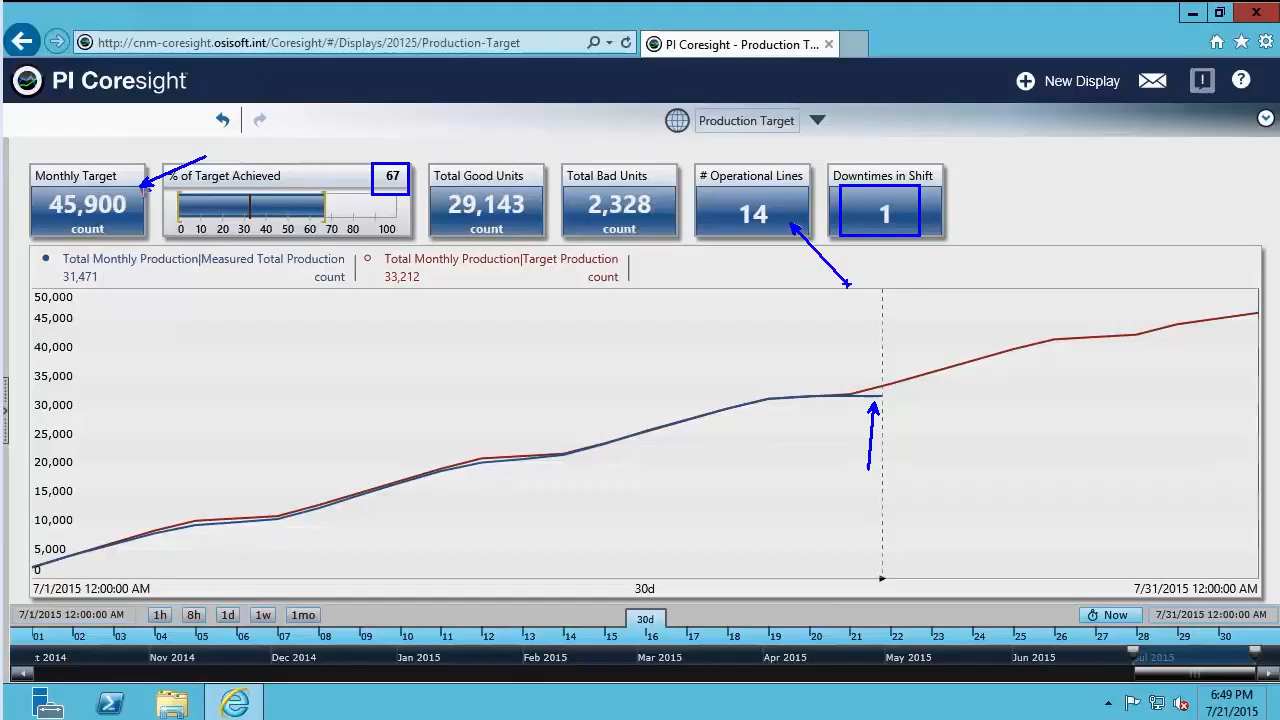 http://cnm-coresight.osisoft.int/Coresight/#/Displays/20125/Production-Target
PI Coresight - Production T...
PI Coresight
New Display
Production Target
Monthly Target
45,900
count
% of Target Achieved 67
0 10 20 30 40 50 60 70 80 100
Total Good Units
29,143
count
Total Bad Units
2,328
count
# Operational Lines
14
Downtimes in Shift
1
Total Monthly Production|Measured Total Production
31,471 count
Total Monthly Production|Target Production
33,212 count
50,000
45,000
40,000
35,000
30,000
25,000
20,000
15,000
10,000
5,000
0
7/1/2015 12:00:00 AM 30d 7/31/2015 12:00:00 AM
7/1/2015 12:00:00 AM 1h 8h 1d 1w 1mo 30d Now 7/31/2015 12:00:00 AM
01 02 03 04 05 06 07 08 09 10 11 12 13 14 15 16 17 18 19 20 21 22 23 24 25 26 27 28 29 30
t 2014 Nov 2014 Dec 2014 Jan 2015 Feb 2015 Mar 2015 Apr 2015 May 2015 Jun 2015 Jul 2015
6:49 PM
7/21/2015